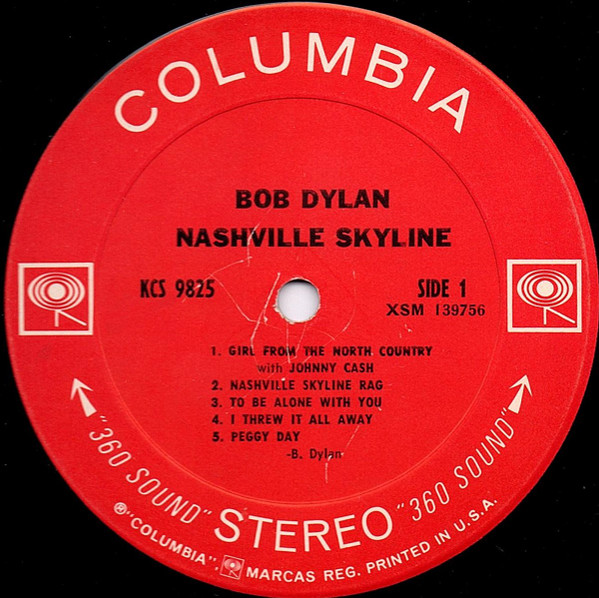 COLUMBIA
BOB DYLAN
NASHVILLE SKYLINE
KCS 9825
SIDE 1
XSM 139756
1. GIRL FROM THE NORTH COUNTRY
with JOHNNY CASH
2. NASHVILLE SKYLINE RAG
3. TO BE ALONE WITH YOU
4. I THREW IT ALL AWAY
5. PEGGY DAY
-B. Dylan
"360 SOUND" STEREO "360 SOUND"
®"COLUMBIA", MARCAS REG. PRINTED IN U.S.A.